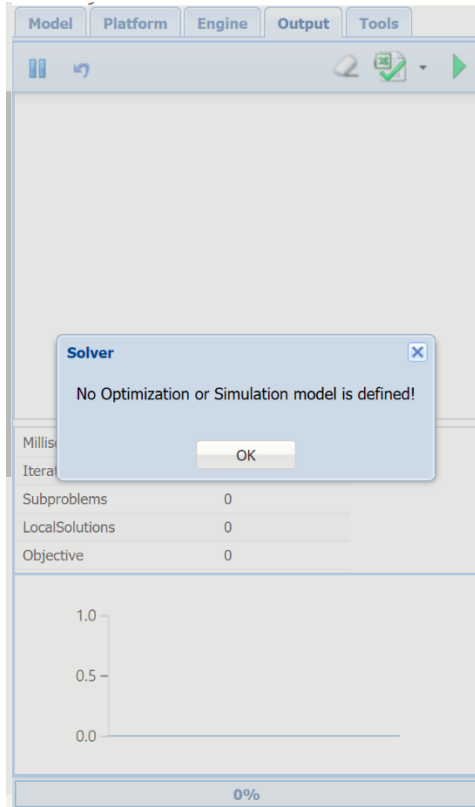 Model Platform Engine Output Tools
Solver
No Optimization or Simulation model is defined!
OK
Subproblems 0
LocalSolutions 0
Objective 0
1.0
0.5
0.0
0%